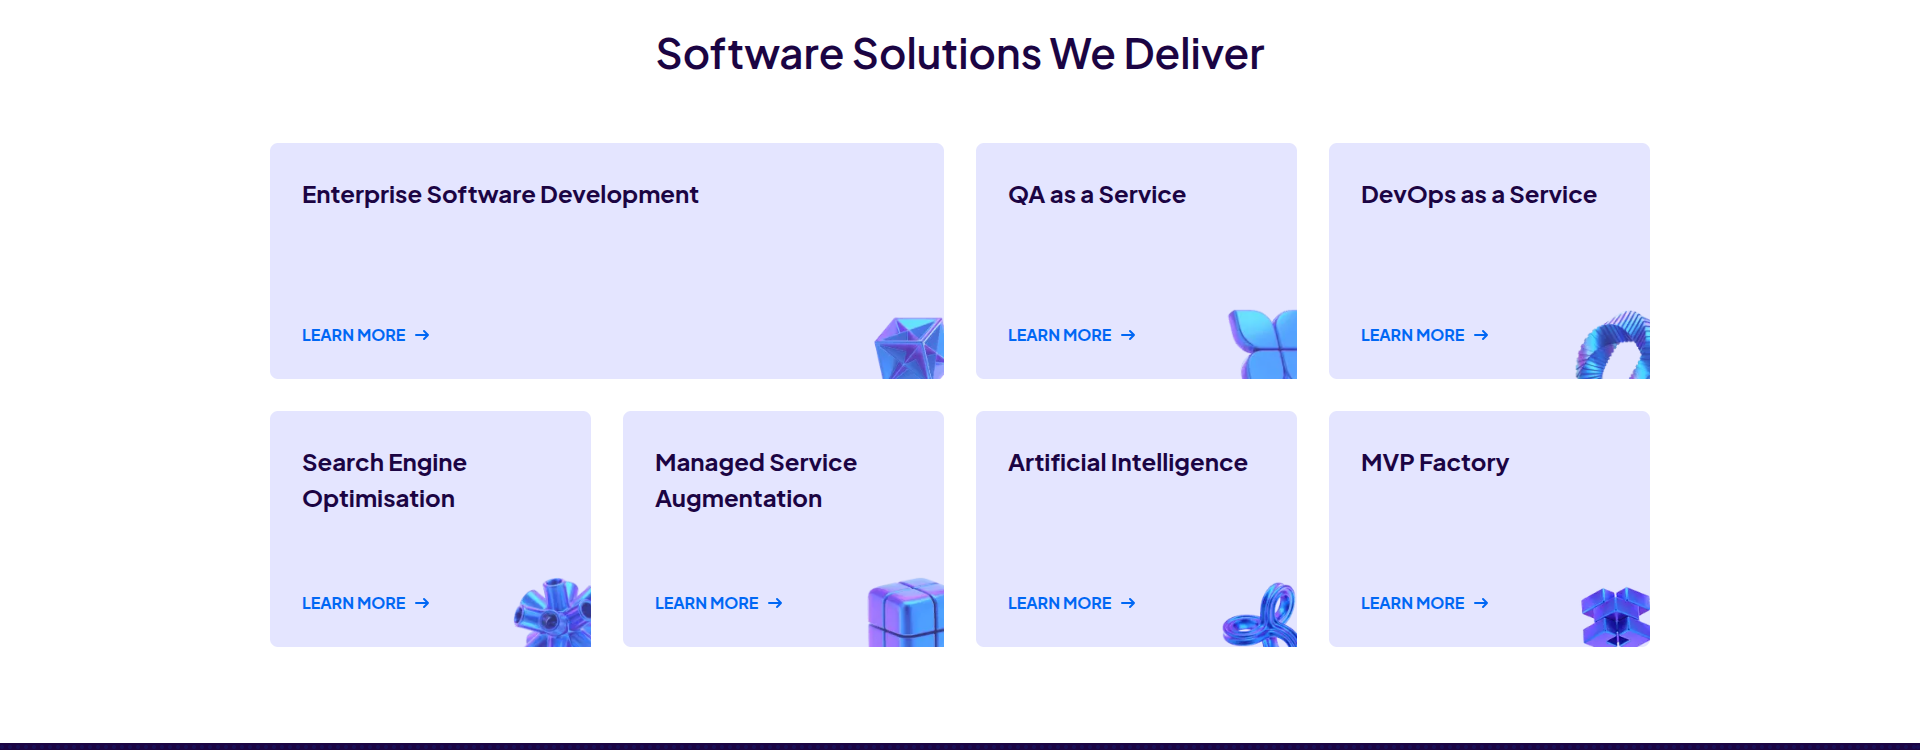 Software Solutions We Deliver
Enterprise Software Development
LEARN MORE
QA as a Service
LEARN MORE
DevOps as a Service
LEARN MORE
Search Engine
Optimisation
LEARN MORE
Managed Service
Augmentation
LEARN MORE
Artificial Intelligence
LEARN MORE
MVP Factory
LEARN MORE